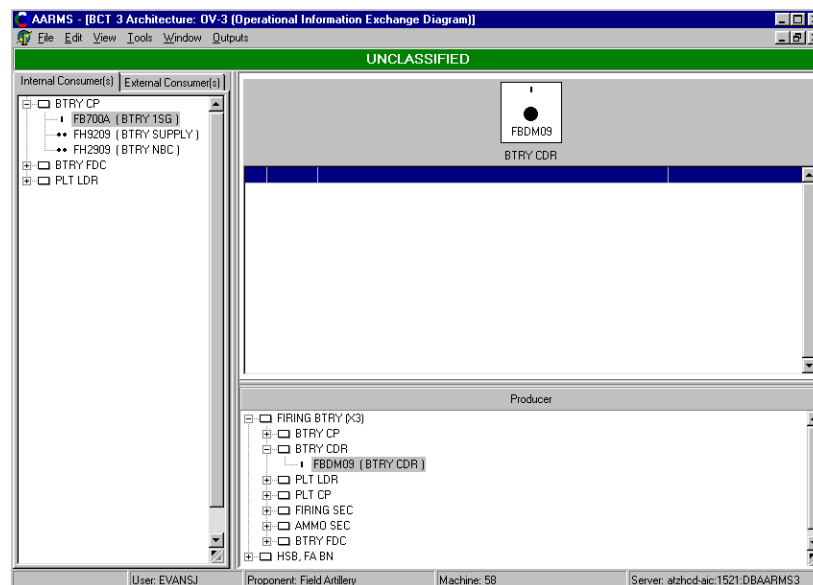 AARMS - [BCT 3 Architecture: OV-3 (Operational Information Exchange Diagram)]
File Edit View Tools Window Outputs
UNCLASSIFIED
Internal Consumer(s) External Consumer(s)
BTRY CP
FB700A ( BTRY 1SG )
FH9209 ( BTRY SUPPLY )
FH2909 ( BTRY NBC )
BTRY FDC
PLT LDR
FBDM09
BTRY CDR
Producer
FIRING BTRY (X3)
BTRY CP
BTRY CDR
FBDM09 ( BTRY CDR )
PLT LDR
PLT CP
FIRING SEC
AMMO SEC
BTRY FDC
HSB, FA BN
User: EVANSJ Proponent: Field Artillery Machine: 58 Server: atzhcd-aic:1521:DBAARMS3